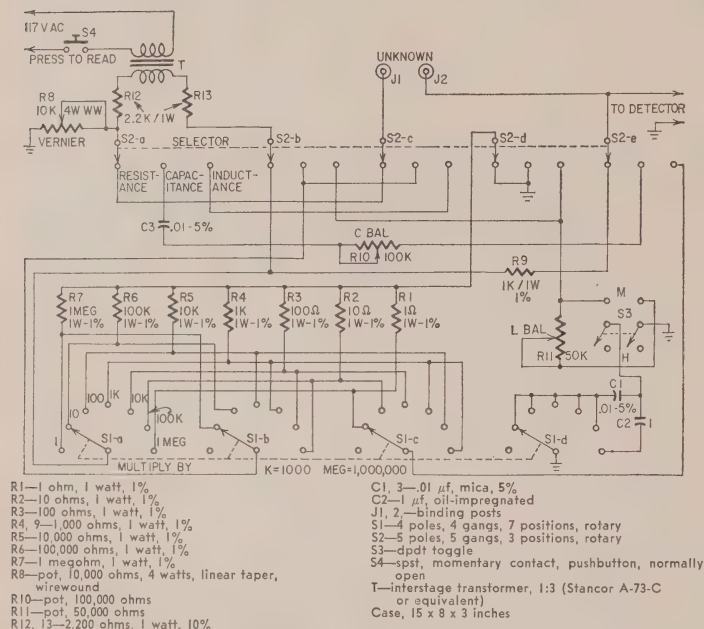 117V AC
S4
PRESS TO READ
T
UNKNOWN
J1
J2
R8
10K
4W WW
VERNIER
R12
R13
2.2K/1W
TO DETECTOR
S2-a
SELECTOR
S2-b
S2-c
S2-d
S2-e
RESIST-
ANCE
CAPAC-
ITANCE
INDUCT-
ANCE
C3
.01-5%
C BAL
R10
100K
R9
1K/1W
1%
R7
1MEG
1W-1%
R6
100K
1W-1%
R5
10K
1W-1%
R4
1K
1W-1%
R3
100Ω
1W-1%
R2
10Ω
1W-1%
R1
1Ω
1W-1%
M
S3
H
L BAL
R11
50K
C1
.01-5%
C2
1
1
10
100
1K
10K
100K
1 MEG
S1-a
S1-b
S1-c
S1-d
MULTIPLY BY
K=1000 MEG=1,000,000
R1—1 ohm, 1 watt, 1%
R2—10 ohms, 1 watt, 1%
R3—100 ohms, 1 watt, 1%
R4, 9—1,000 ohms, 1 watt, 1%
R5—10,000 ohms, 1 watt, 1%
R6—100,000 ohms, 1 watt, 1%
R7—1 megohm, 1 watt, 1%
R8—pot, 10,000 ohms, 4 watts, linear taper,
wirewound
R10—pot, 100,000 ohms
R11—pot, 50,000 ohms
R12, 13—2,200 ohms, 1 watt, 10%
C1, 3—.01 μf, mica, 5%
C2—1 μf, oil-impregnated
J1, 2,—binding posts
S1—4 poles, 4 gangs, 7 positions, rotary
S2—5 poles, 5 gangs, 3 positions, rotary
S3—dpdt toggle
S4—spst, momentary contact, pushbutton, normally
open
T—interstage transformer, 1:3 (Stancor A-73-C
or equivalent)
Case, 15 x 8 x 3 inches